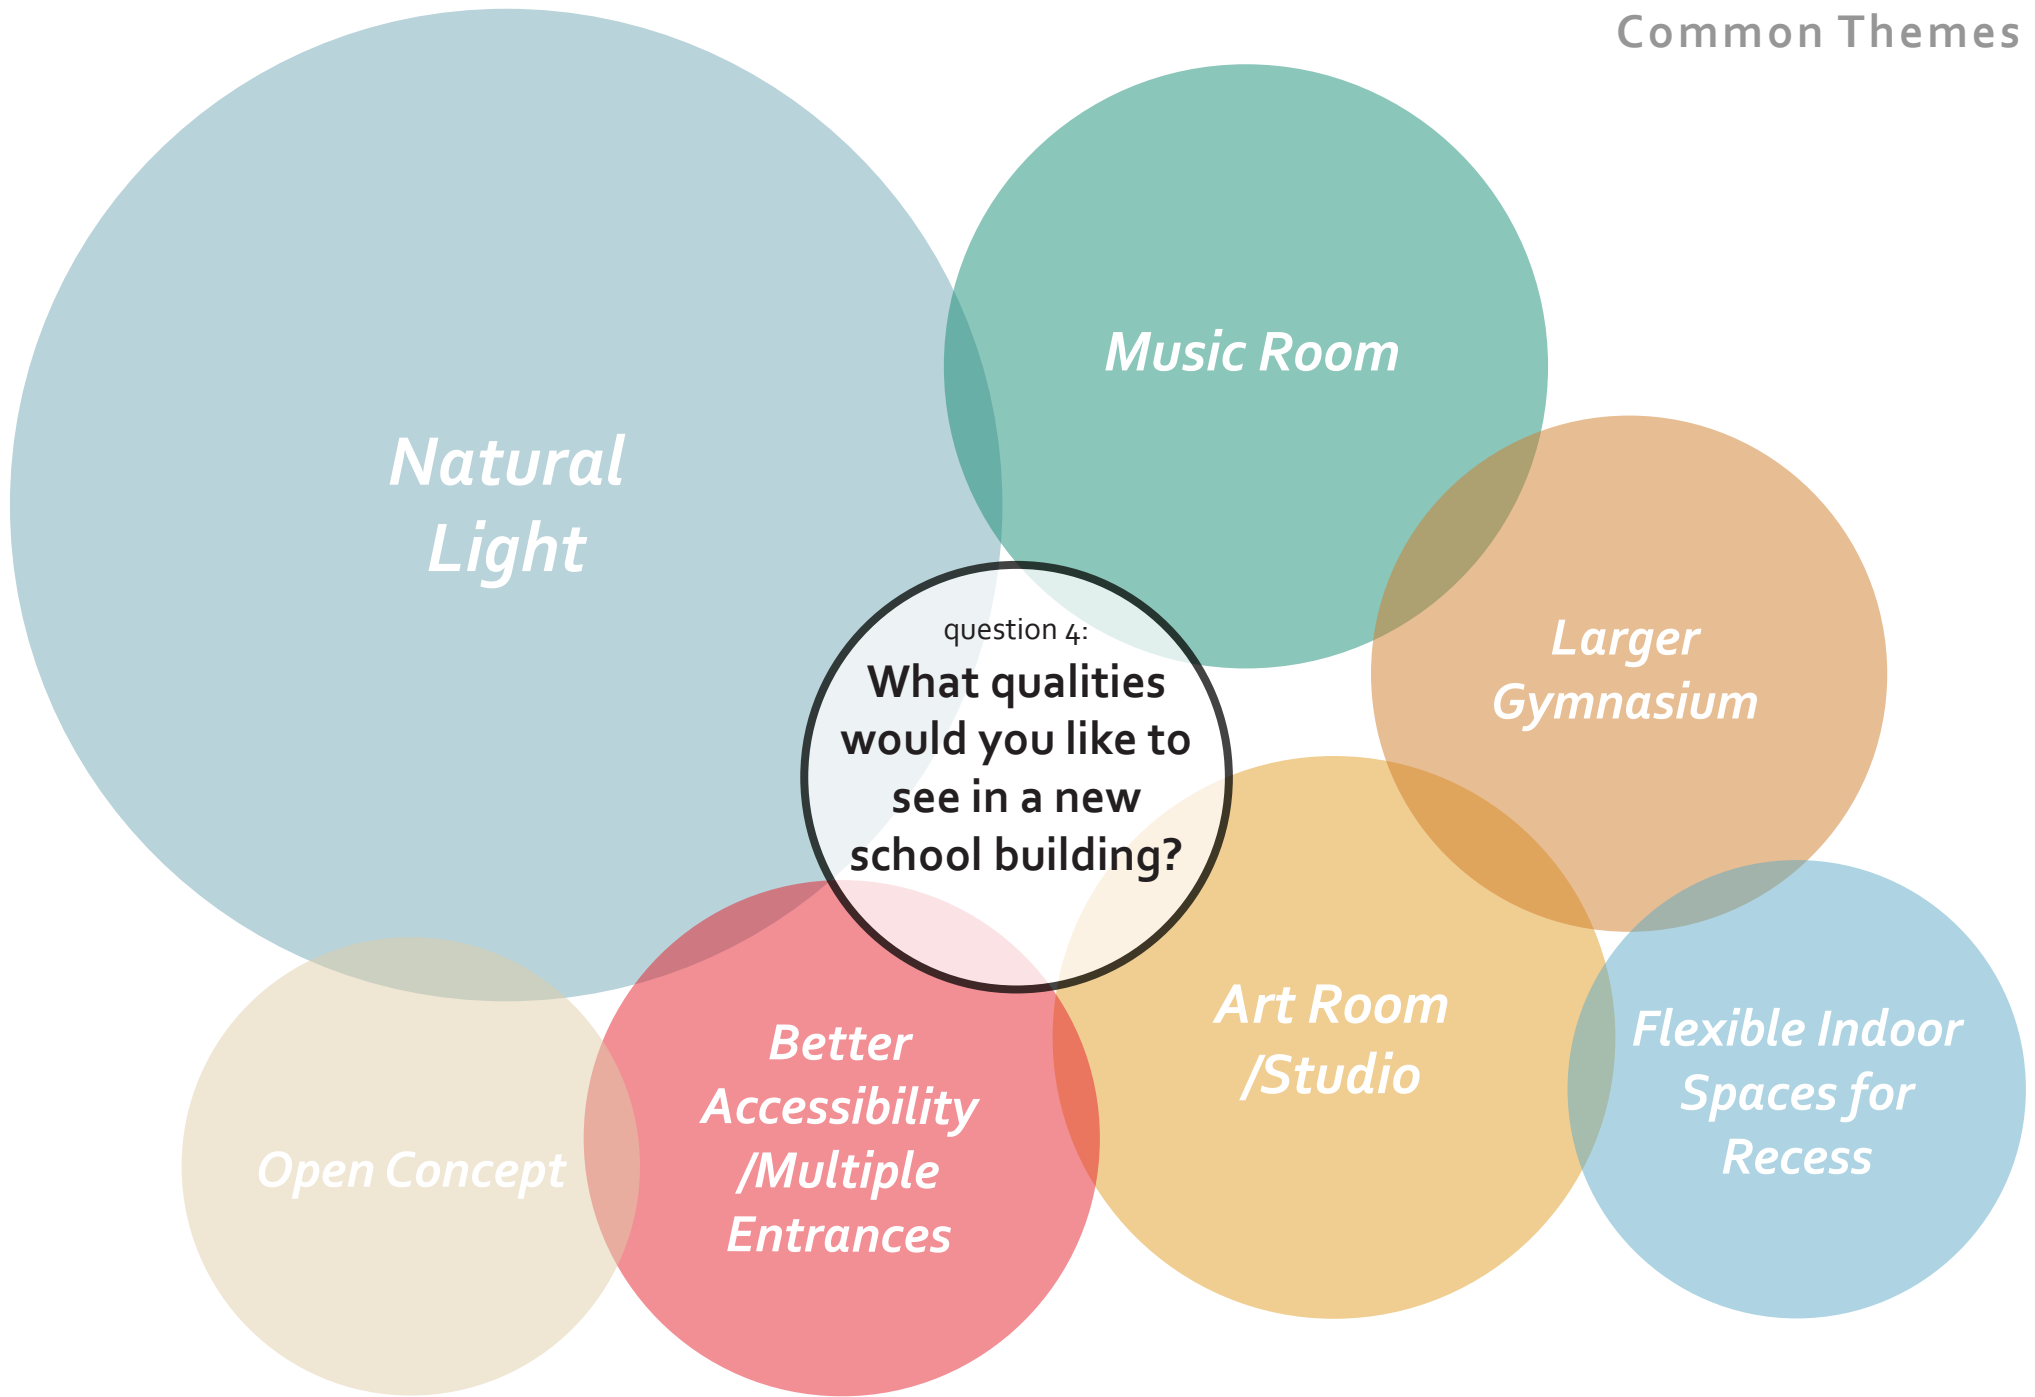 Common Themes
Music Room
Natural
Light
question 4:
What qualities
would you like to
see in a new
school building?
Larger
Gymnasium
Art Room
/Studio
Flexible Indoor
Spaces for
Recess
Better
Accessibility
/Multiple
Entrances
Open Concept